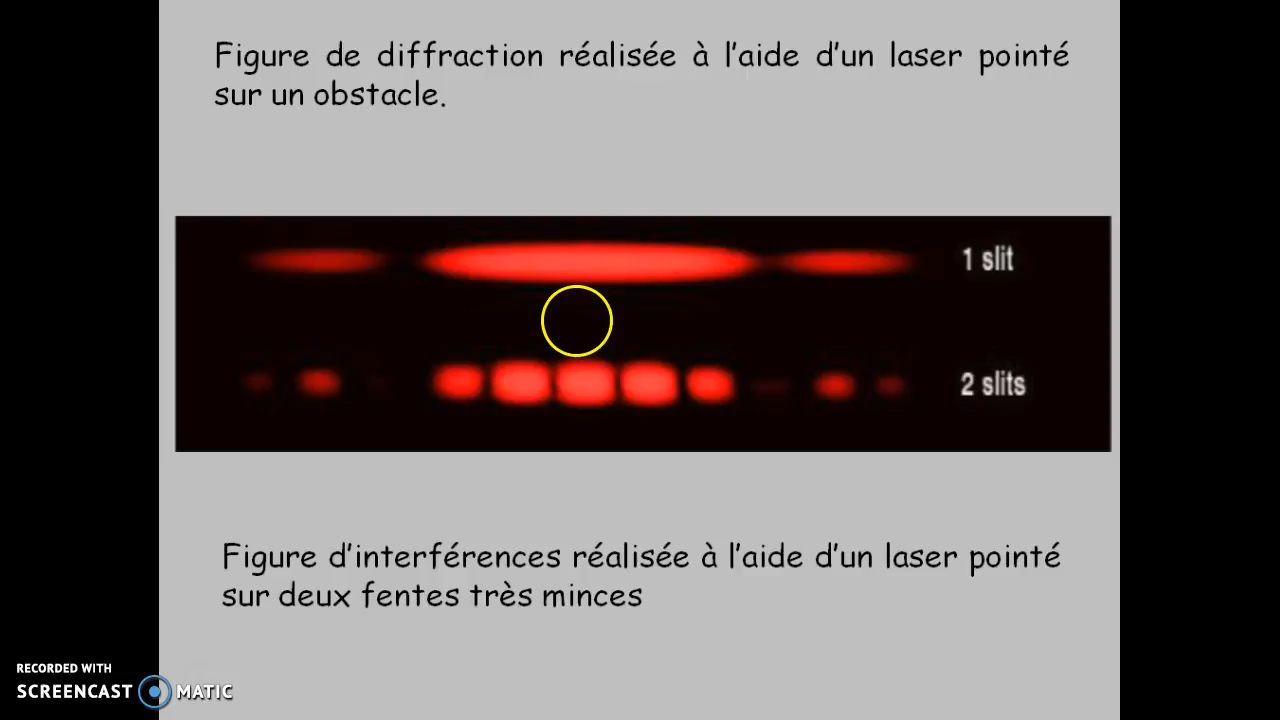 Figure de diffraction réalisée à l'aide d'un laser pointé
sur un obstacle.
1 slit
2 slits
Figure d'interférences réalisée à l'aide d'un laser pointé
sur deux fentes très minces
RECORDED WITH
SCREENCAST MATIC